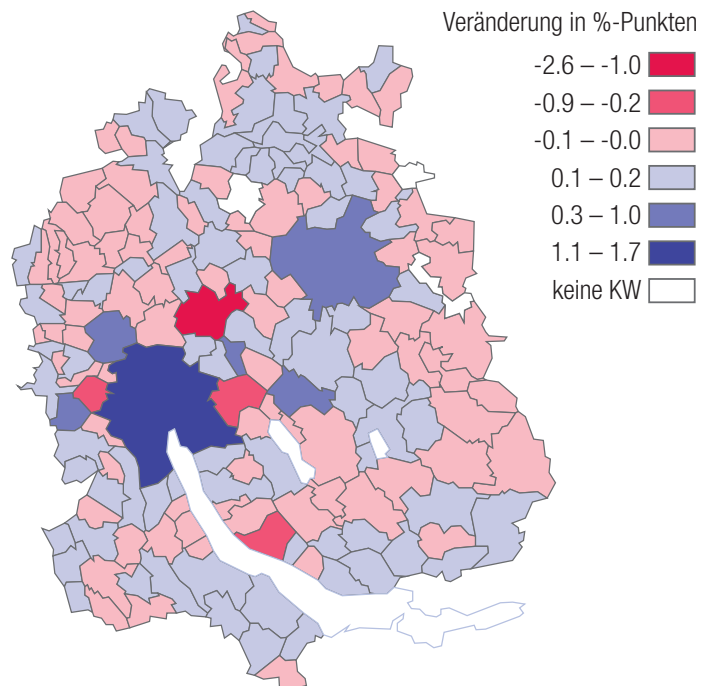 Veränderung in %-Punkten
-2.6 – -1.0
-0.9 – -0.2
-0.1 – -0.0
0.1 – 0.2
0.3 – 1.0
1.1 – 1.7
keine KW